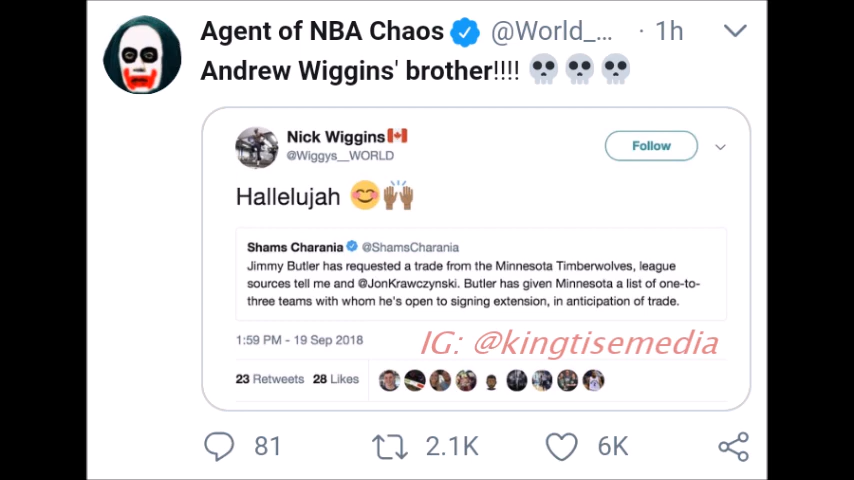 Agent of NBA Chaos @World_... · 1h
Andrew Wiggins' brother!!!! 💀💀💀
Nick Wiggins🇨🇦
@Wiggys__WORLD
Follow
Hallelujah 😊🙌🏾
Shams Charania @ShamsCharania
Jimmy Butler has requested a trade from the Minnesota Timberwolves, league
sources tell me and @JonKrawczynski. Butler has given Minnesota a list of one-to-
three teams with whom he's open to signing extension, in anticipation of trade.
1:59 PM - 19 Sep 2018
IG: @kingtisemedia
23 Retweets 28 Likes
81 2.1K 6K